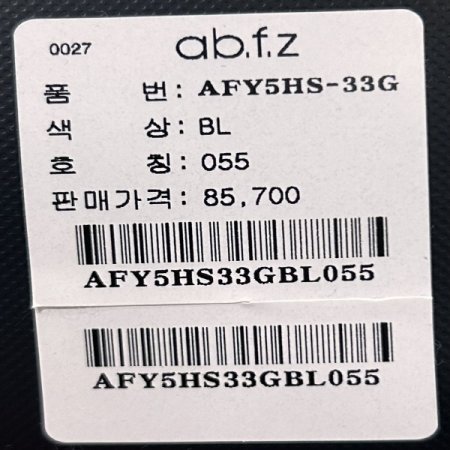 0027 ab.f.z
품 번 : AFY5HS-33G
색 상 : BL
호 칭 : 055
판매가격 : 85,700
AFY5HS33GBL055
AFY5HS33GBL055